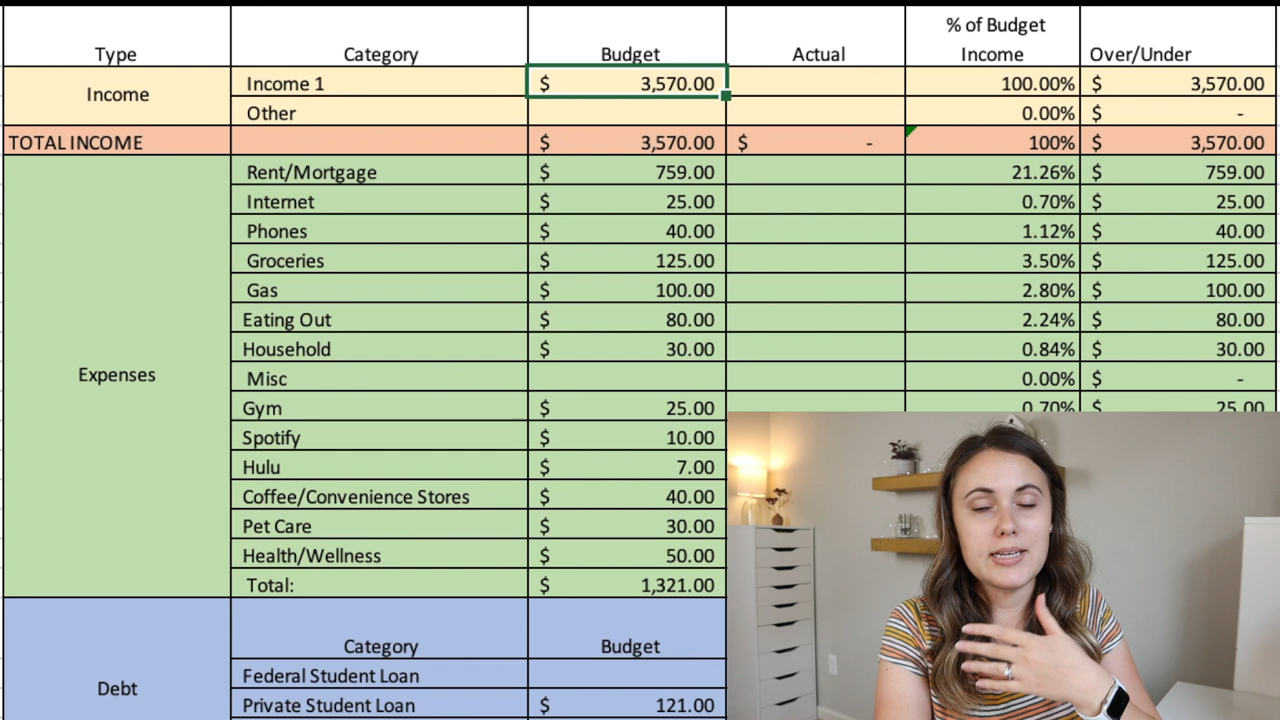 Type Category Budget Actual % of Budget Income Over/Under
Income Income 1 $ 3,570.00 100.00% $ 3,570.00
Other 0.00% $ -
TOTAL INCOME $ 3,570.00 $ - 100% $ 3,570.00
Expenses Rent/Mortgage $ 759.00 21.26% $ 759.00
Internet $ 25.00 0.70% $ 25.00
Phones $ 40.00 1.12% $ 40.00
Groceries $ 125.00 3.50% $ 125.00
Gas $ 100.00 2.80% $ 100.00
Eating Out $ 80.00 2.24% $ 80.00
Household $ 30.00 0.84% $ 30.00
Misc 0.00% $ -
Gym $ 25.00 0.70% $ 25.00
Spotify $ 10.00
Hulu $ 7.00
Coffee/Convenience Stores $ 40.00
Pet Care $ 30.00
Health/Wellness $ 50.00
Total: $ 1,321.00
Debt Category Budget
Federal Student Loan
Private Student Loan $ 121.00